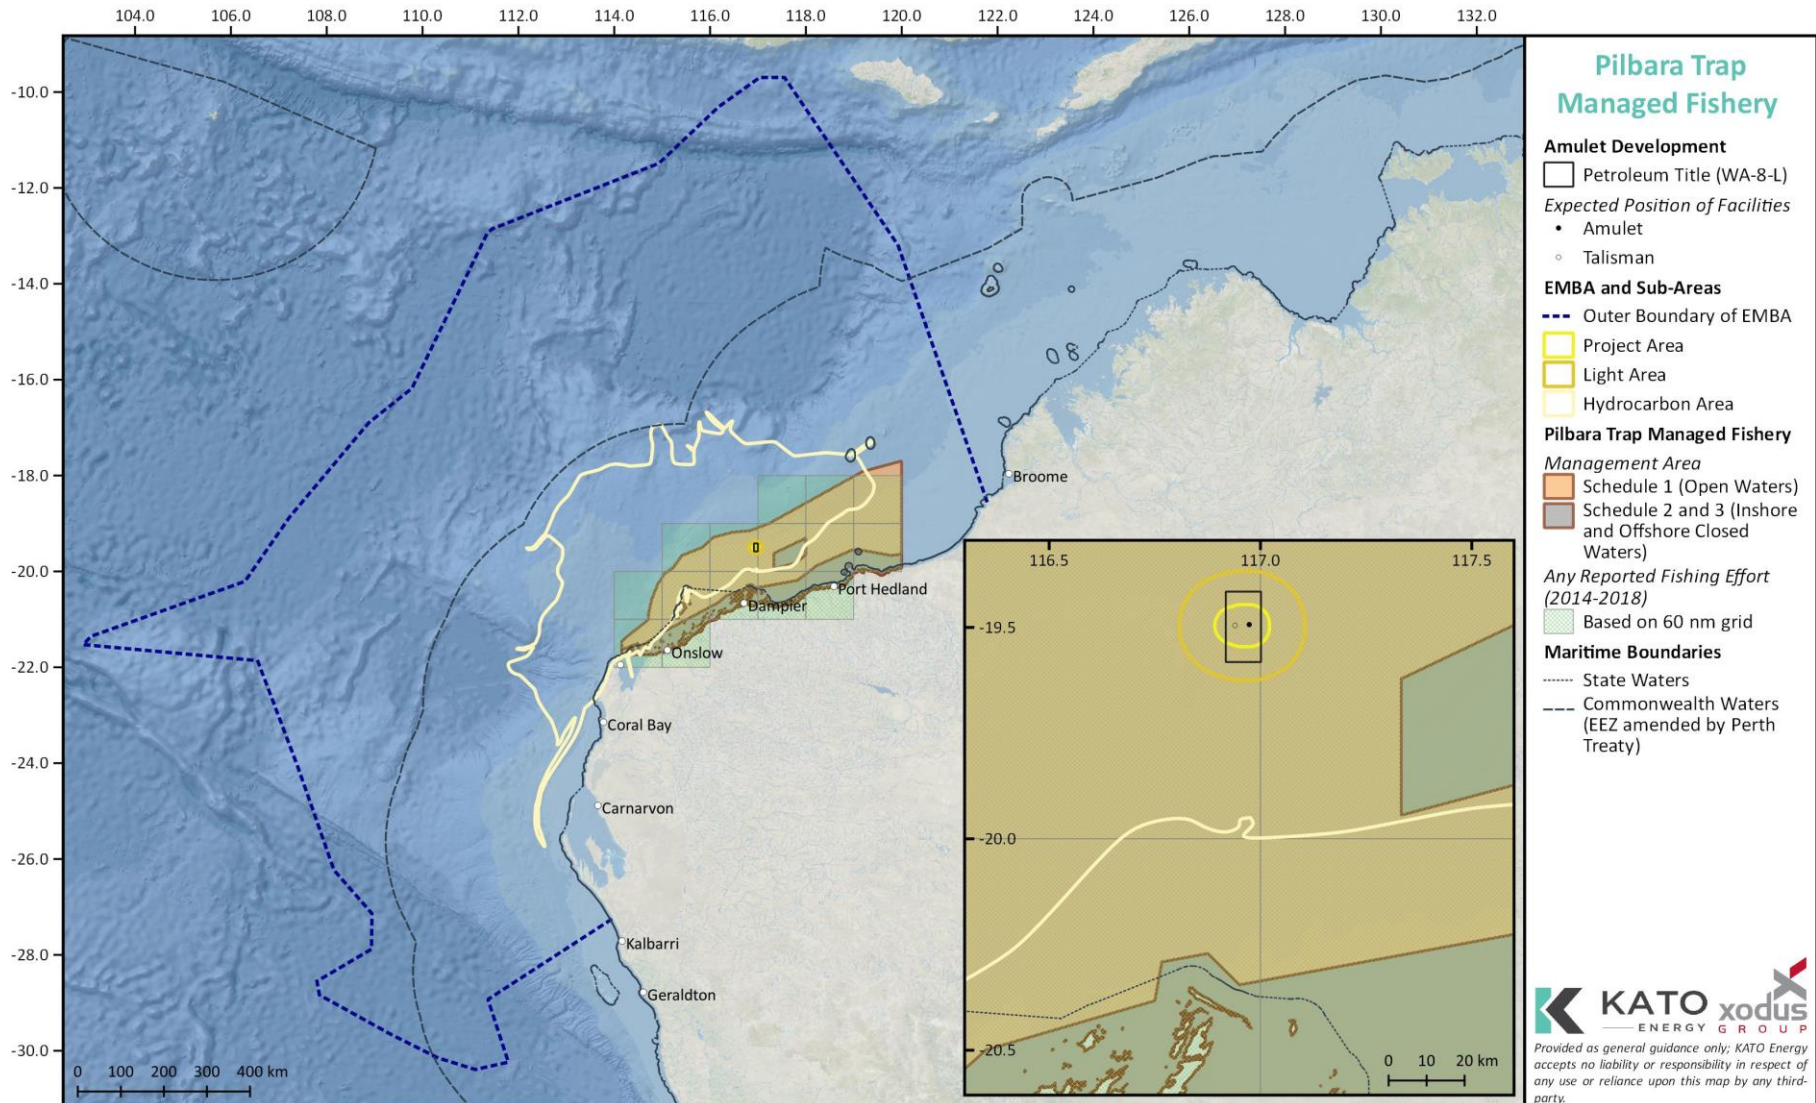 104.0 106.0 108.0 110.0 112.0 114.0 116.0 118.0 120.0 122.0 124.0 126.0 128.0 130.0 132.0
-10.0
-12.0
-14.0
-16.0
-18.0
-20.0
-22.0
-24.0
-26.0
-28.0
-30.0
Broome
Port Hedland
Dampier
Onslow
Coral Bay
Carnarvon
Kalbarri
Geraldton
0 100 200 300 400 km
116.5 117.0 117.5
-19.5
-20.0
-20.5
0 10 20 km
Pilbara Trap
Managed Fishery
Amulet Development
Petroleum Title (WA-8-L)
Expected Position of Facilities
Amulet
Talisman
EMBA and Sub-Areas
Outer Boundary of EMBA
Project Area
Light Area
Hydrocarbon Area
Pilbara Trap Managed Fishery
Management Area
Schedule 1 (Open Waters)
Schedule 2 and 3 (Inshore
and Offshore Closed
Waters)
Any Reported Fishing Effort
(2014-2018)
Based on 60 nm grid
Maritime Boundaries
State Waters
Commonwealth Waters
(EEZ amended by Perth
Treaty)
KATO
ENERGY
xodus
GROUP
Provided as general guidance only; KATO Energy
accepts no liability or responsibility in respect of
any use or reliance upon this map by any third-
party.